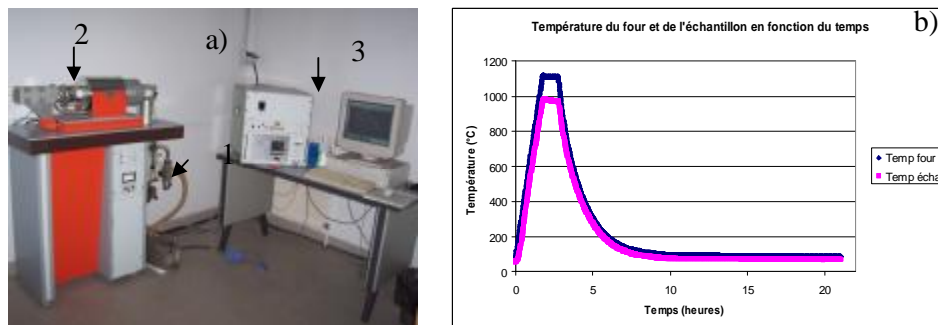 2
a)
3
1
b)
Température du four et de l'échantillon en fonction du temps
Température (°C)
1200
1000
800
600
400
200
0
0
5
10
15
20
Temps (heures)
Temp four
Temp écha